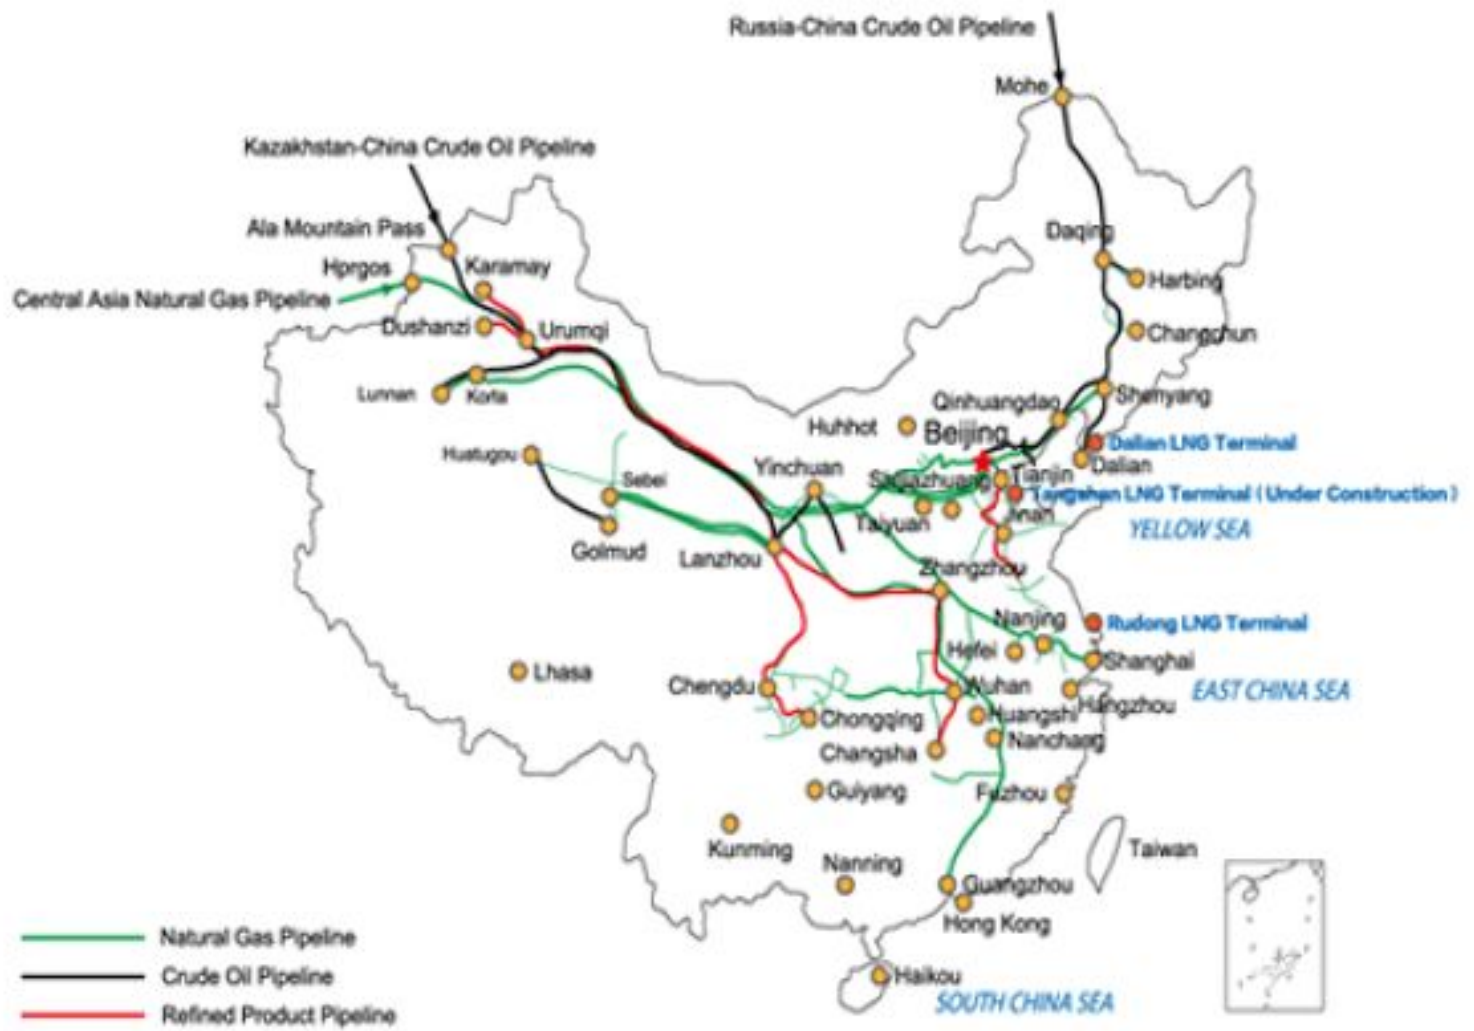 Russia-China Crude Oil Pipeline
Mohe
Kazakhstan-China Crude Oil Pipeline
Ala Mountain Pass
Hprgos
Karamay
Central Asia Natural Gas Pipeline
Dushanzi
Urumqi
Daqing
Harbing
Changchun
Lunnan
Korla
Qinhuangdao
Shenyang
Huhhot
Beijing
Dalian LNG Terminal
Dalian
Huatugou
Sebei
Yinchuan
Shijiazhuang
Tianjin
Tangshan LNG Terminal ( Under Construction )
Taiyuan
Jinan
YELLOW SEA
Golmud
Lanzhou
Zhangzhou
Nanjing
Rudong LNG Terminal
Hefei
Shanghai
Lhasa
Chengdu
Wuhan
EAST CHINA SEA
Hangzhou
Chongqing
Huangshi
Changsha
Nanchang
Guiyang
Fuzhou
Kunming
Nanning
Taiwan
Guangzhou
Hong Kong
Natural Gas Pipeline
Crude Oil Pipeline
Haikou
SOUTH CHINA SEA
Refined Product Pipeline